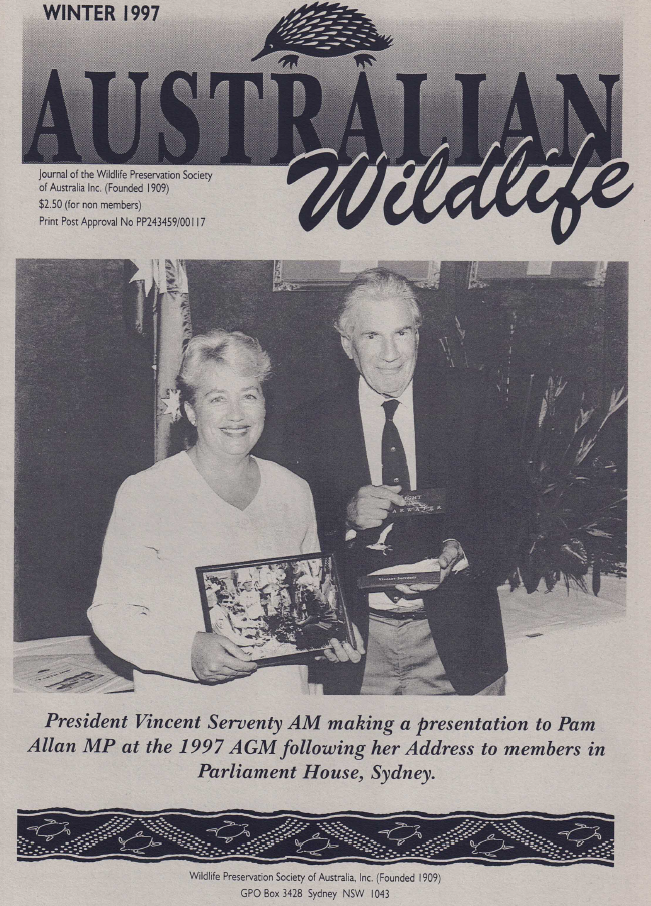 WINTER 1997
AUSTRALIAN
Wildlife
Journal of the Wildlife Preservation Society
of Australia Inc. (Founded 1909)
$2.50 (for non members)
Print Post Approval No PP243459/00117
President Vincent Serventy AM making a presentation to Pam
Allan MP at the 1997 AGM following her Address to members in
Parliament House, Sydney.
Wildlife Preservation Society of Australia, Inc. (Founded 1909)
GPO Box 3428 Sydney NSW 1043